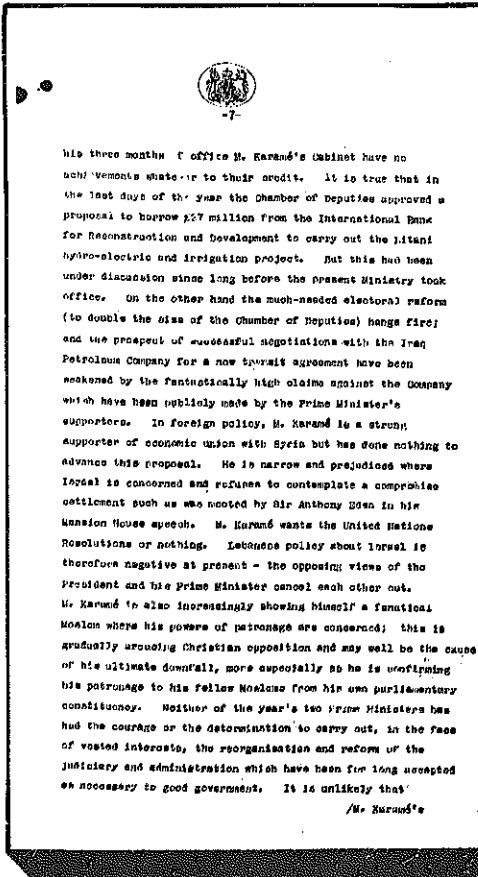 -7-
his three months f office M. Karamé's Cabinet have no
achievements whatever to their credit. It is true that in
the last days of the year the Chamber of Deputies approved a
proposal to borrow £27 million from the International Bank
for Reconstruction and Development to carry out the Litani
hydro-electric and irrigation project. But this had been
under discussion since long before the present Ministry took
office. On the other hand the much-needed electoral reform
(to double the size of the Chamber of Deputies) hangs fire;
and the prospect of successful negotiations with the Iraq
Petroleum Company for a new transit agreement have been
weakened by the fantastically high claims against the Company
which have been publicly made by the Prime Minister's
supporters. In foreign policy, M. Karamé is a strong
supporter of economic union with Syria but has done nothing to
advance this proposal. He is narrow and prejudiced where
Israel is concerned and refuses to contemplate a compromise
settlement such as was mooted by Sir Anthony Eden in his
Mansion House speech. M. Karamé wants the United Nations
Resolutions or nothing. Lebanese policy about Israel is
therefore negative at present - the opposing views of the
President and his Prime Minister cancel each other out.
M. Karamé is also increasingly showing himself a fanatical
Moslem where his powers of patronage are concerned; this is
gradually arousing Christian opposition and may well be the cause
of his ultimate downfall, more especially as he is confirming
his patronage to his fellow Moslems from his own parliamentary
constituency. Neither of the year's two Prime Ministers has
had the courage or the determination to carry out, in the face
of vested interests, the reorganisation and reform of the
judiciary and administration which have been for long accepted
as necessary to good government. It is unlikely that
/M. Karamé's